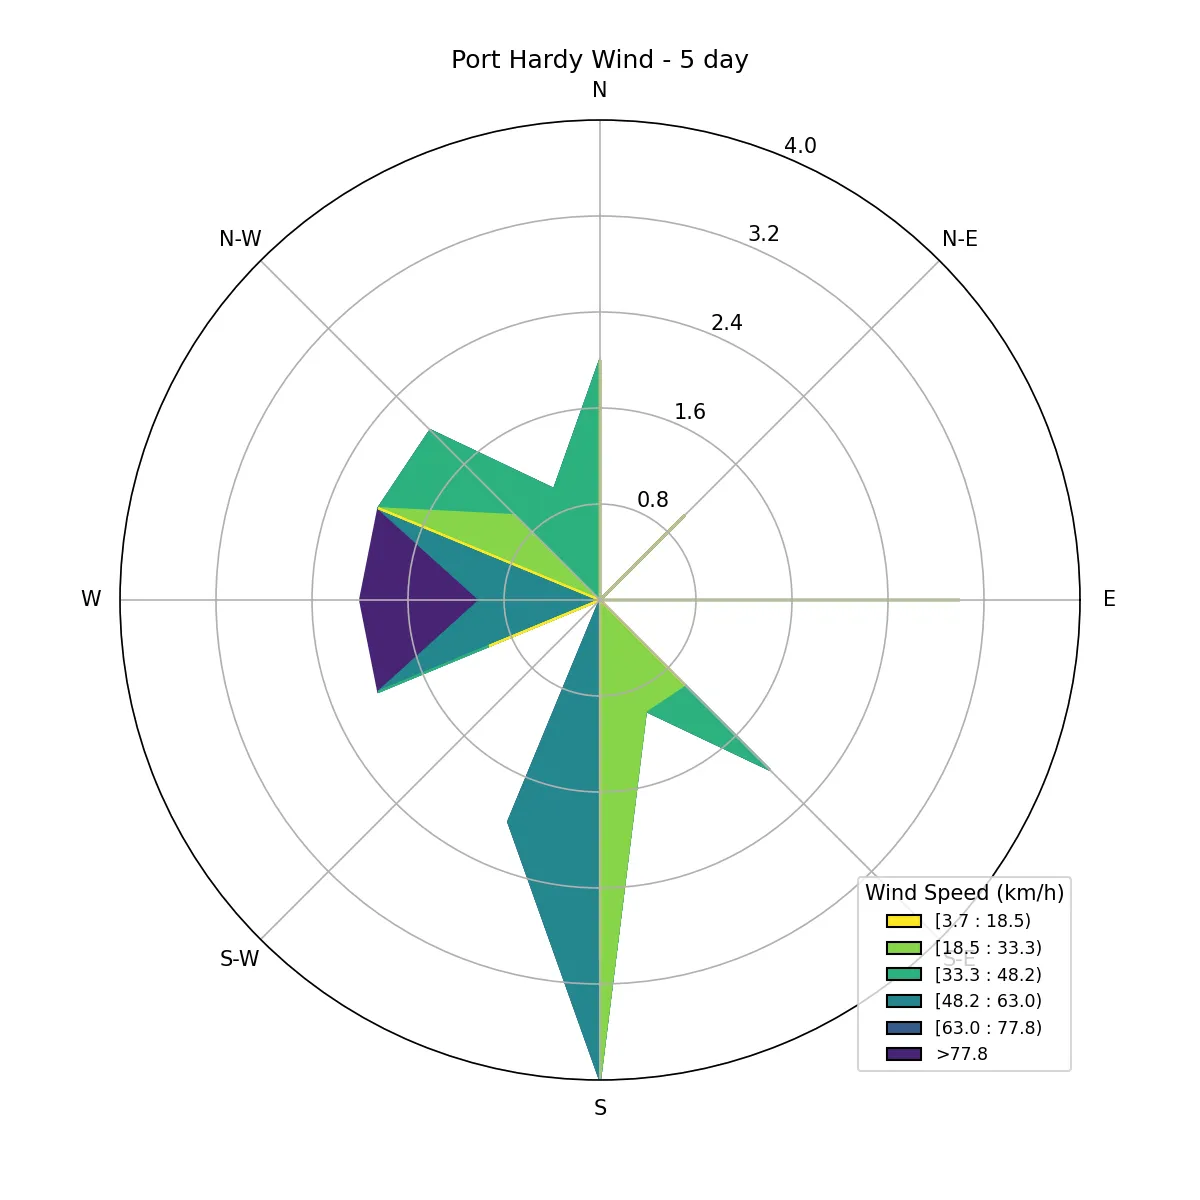 Port Hardy Wind - 5 day
N
4.0
N-W
3.2
N-E
2.4
1.6
0.8
W
E
S-W
S-E
S
Wind Speed (km/h)
[3.7 : 18.5)
[18.5 : 33.3)
[33.3 : 48.2)
[48.2 : 63.0)
[63.0 : 77.8)
>77.8